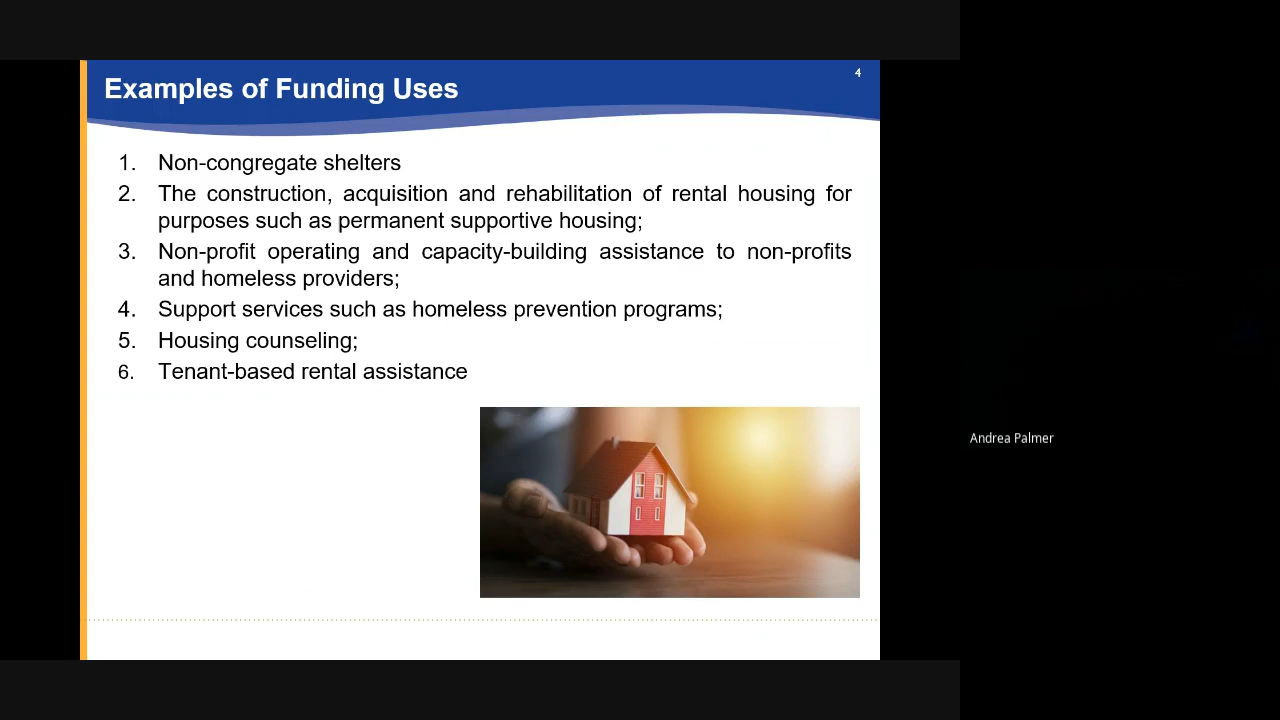 Examples of Funding Uses
4
1. Non-congregate shelters
2. The construction, acquisition and rehabilitation of rental housing for
purposes such as permanent supportive housing;
3. Non-profit operating and capacity-building assistance to non-profits
and homeless providers;
4. Support services such as homeless prevention programs;
5. Housing counseling;
6. Tenant-based rental assistance
Andrea Palmer